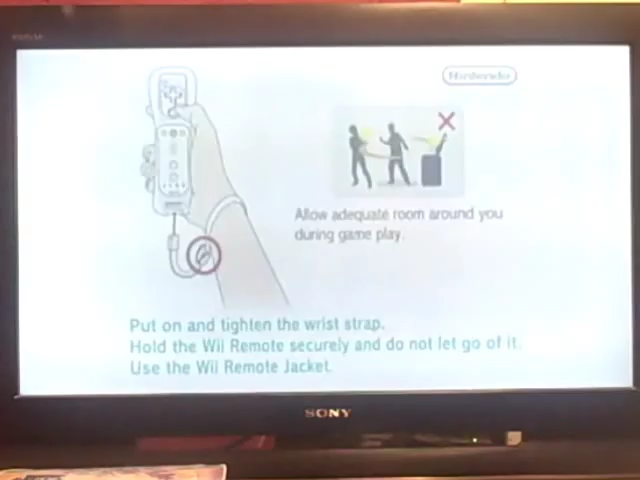 Nintendo
Allow adequate room around you
during game play.
Put on and tighten the wrist strap.
Hold the Wii Remote securely and do not let go of it.
Use the Wii Remote Jacket.
SONY